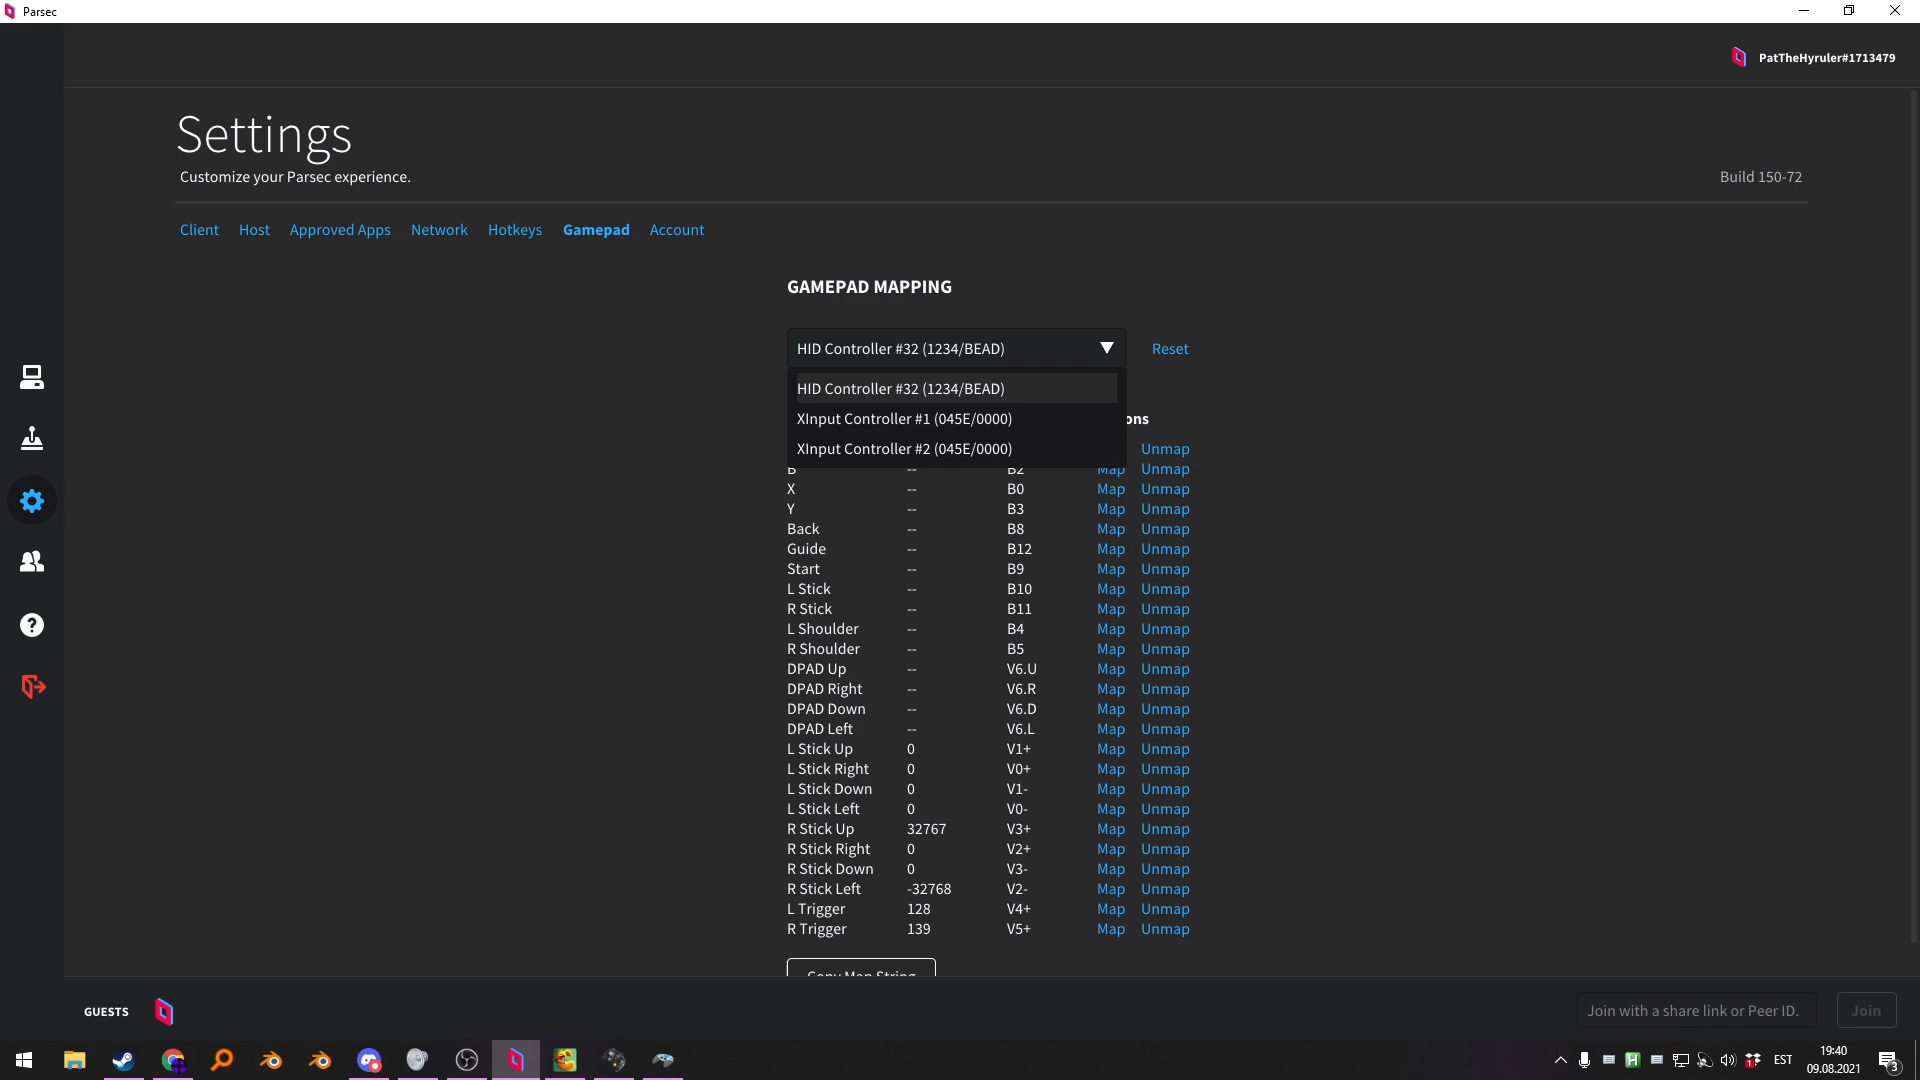 Parsec
PatTheHyruler#1713479
Settings
Customize your Parsec experience.
Build 150-72
Client Host Approved Apps Network Hotkeys Gamepad Account
GAMEPAD MAPPING
HID Controller #32 (1234/BEAD) Reset
HID Controller #32 (1234/BEAD)
XInput Controller #1 (045E/0000) ons
XInput Controller #2 (045E/0000) Unmap
B -- B2 Map Unmap
X -- B0 Map Unmap
Y -- B3 Map Unmap
Back -- B8 Map Unmap
Guide -- B12 Map Unmap
Start -- B9 Map Unmap
L Stick -- B10 Map Unmap
R Stick -- B11 Map Unmap
L Shoulder -- B4 Map Unmap
R Shoulder -- B5 Map Unmap
DPAD Up -- V6.U Map Unmap
DPAD Right -- V6.R Map Unmap
DPAD Down -- V6.D Map Unmap
DPAD Left -- V6.L Map Unmap
L Stick Up 0 V1+ Map Unmap
L Stick Right 0 V0+ Map Unmap
L Stick Down 0 V1- Map Unmap
L Stick Left 0 V0- Map Unmap
R Stick Up 32767 V3+ Map Unmap
R Stick Right 0 V2+ Map Unmap
R Stick Down 0 V3- Map Unmap
R Stick Left -32768 V2- Map Unmap
L Trigger 128 V4+ Map Unmap
R Trigger 139 V5+ Map Unmap
Copy Map String
GUESTS
Join with a share link or Peer ID. Join
EST
19:40
09.08.2021
3